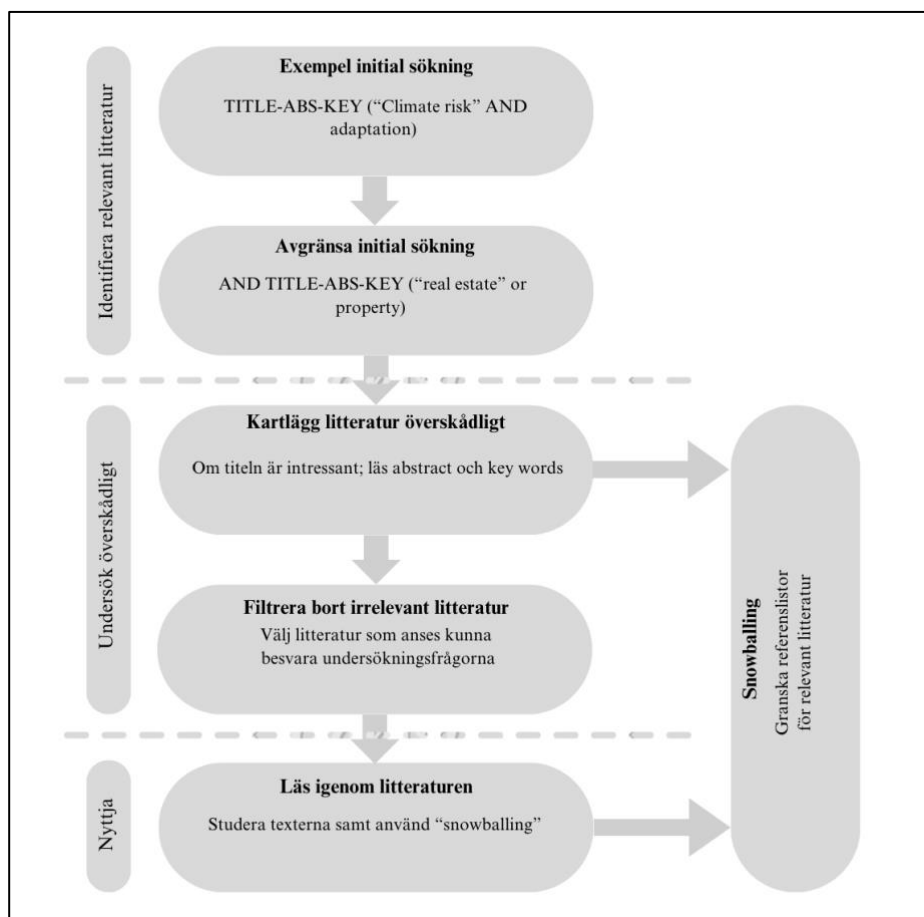 Identifiera relevant litteratur
Exempel initial sökning
TITLE-ABS-KEY (“Climate risk” AND
adaptation)
Avgränsa initial sökning
AND TITLE-ABS-KEY (“real estate” or
property)
Undersök överskådligt
Kartlägg litteratur överskådligt
Om titeln är intressant; läs abstract och key words
Filtrera bort irrelevant litteratur
Välj litteratur som anses kunna
besvara undersökningsfrågorna
Nyttja
Läs igenom litteraturen
Studera texterna samt använd “snowballing”
Snowballing
Granska referenslistor
för relevant litteratur